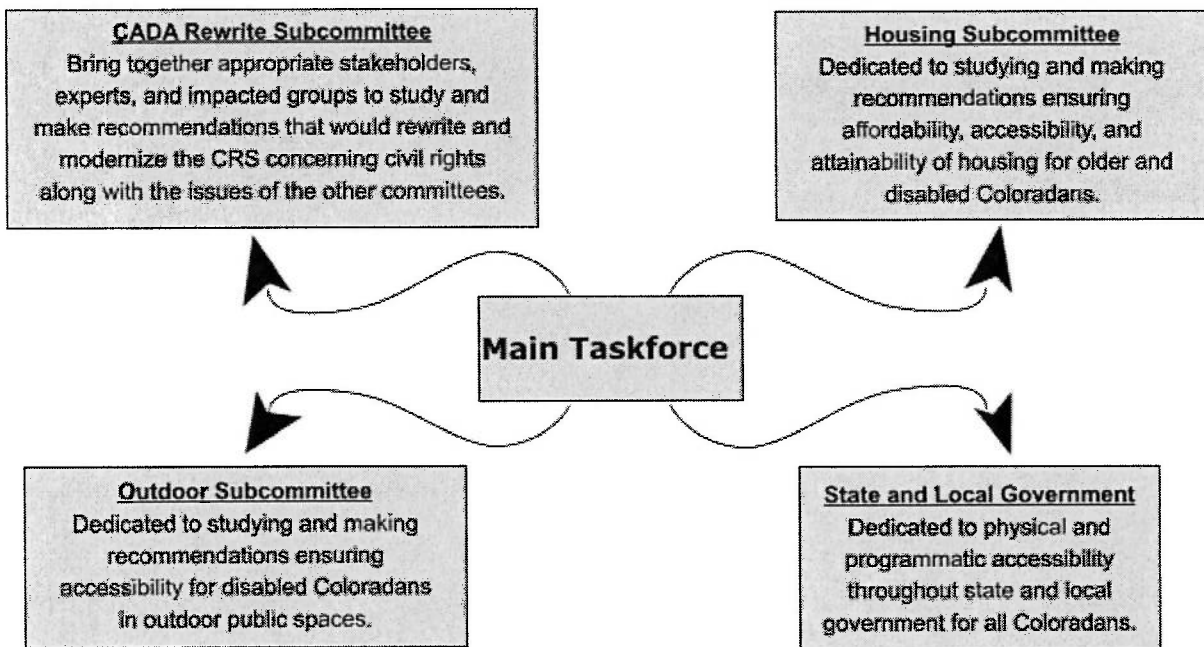 CADA Rewrite Subcommittee
Bring together appropriate stakeholders,
experts, and impacted groups to study and
make recommendations that would rewrite and
modernize the CRS concerning civil rights
along with the issues of the other committees.
Housing Subcommittee
Dedicated to studying and making
recommendations ensuring
affordability, accessibility, and
attainability of housing for older and
disabled Coloradans.
Main Taskforce
Outdoor Subcommittee
Dedicated to studying and making
recommendations ensuring
accessibility for disabled Coloradans
in outdoor public spaces.
State and Local Government
Dedicated to physical and
programmatic accessibility
throughout state and local
government for all Coloradans.